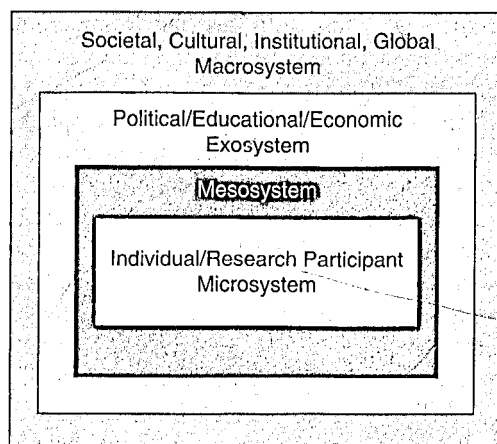 Societal, Cultural, Institutional, Global
Macrosystem
Political/Educational/Economic
Exosystem
Mesosystem
Individual/Research Participant
Microsystem